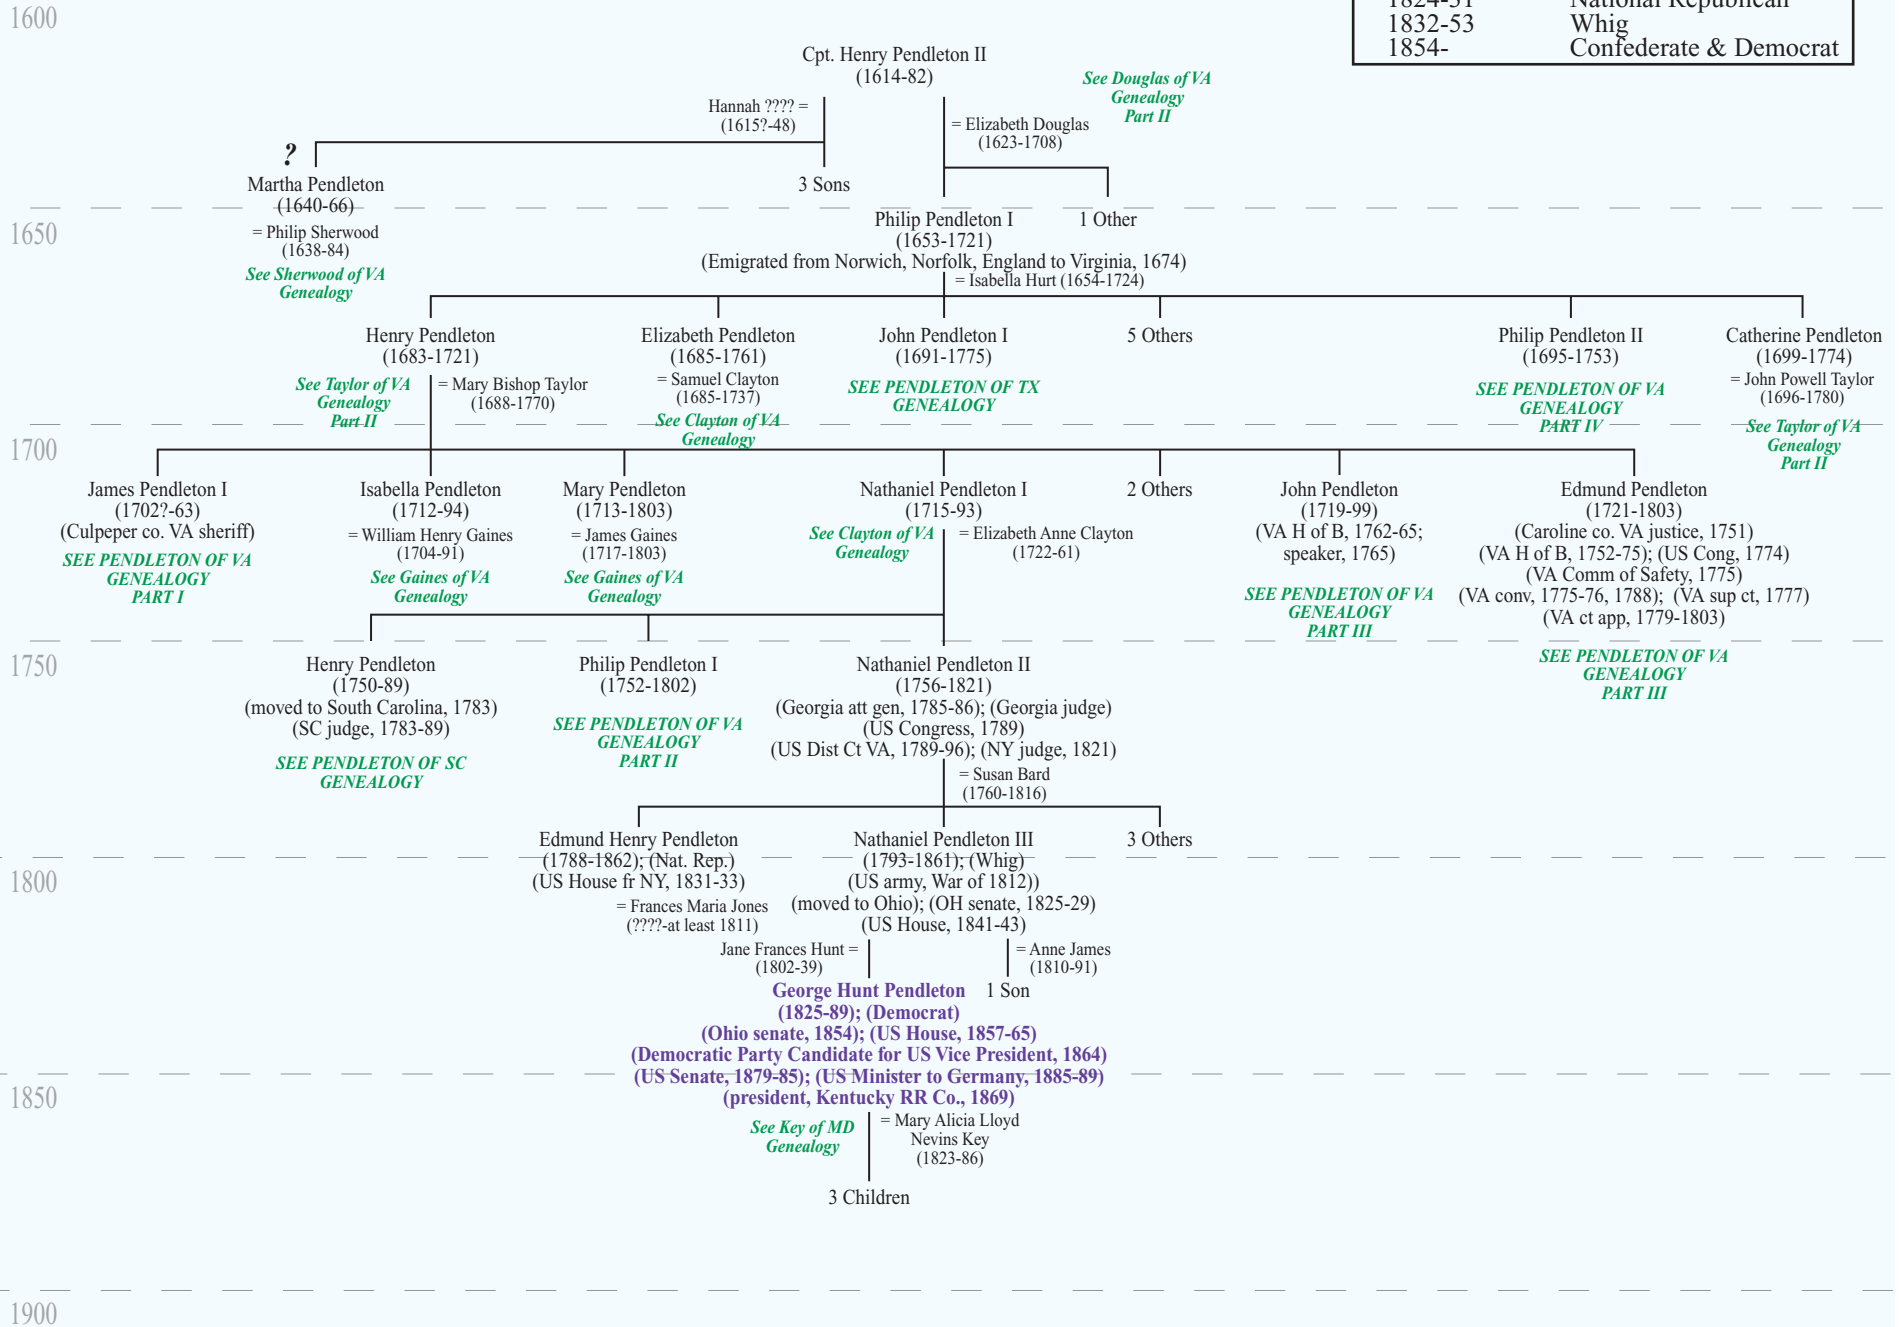 1600
1824-31 National Republican
1832-53 Whig
1854- Confederate & Democrat
Cpt. Henry Pendleton II
(1614-82)
See Douglas of VA
Genealogy
Part II
Hannah ???? =
(1615?-48)
= Elizabeth Douglas
(1623-1708)
?
Martha Pendleton
(1640-66)
= Philip Sherwood
(1638-84)
See Sherwood of VA
Genealogy
3 Sons
Philip Pendleton I
(1653-1721)
(Emigrated from Norwich, Norfolk, England to Virginia, 1674)
= Isabella Hurt (1654-1724)
1 Other
1650
Henry Pendleton
(1683-1721)
See Taylor of VA
Genealogy
Part II
= Mary Bishop Taylor
(1688-1770)
Elizabeth Pendleton
(1685-1761)
= Samuel Clayton
(1685-1737)
See Clayton of VA
Genealogy
John Pendleton I
(1691-1775)
SEE PENDLETON OF TX
GENEALOGY
5 Others
Philip Pendleton II
(1695-1753)
SEE PENDLETON OF VA
GENEALOGY
PART IV
Catherine Pendleton
(1699-1774)
= John Powell Taylor
(1696-1780)
See Taylor of VA
Genealogy
Part II
1700
James Pendleton I
(1702?-63)
(Culpeper co. VA sheriff)
SEE PENDLETON OF VA
GENEALOGY
PART I
Isabella Pendleton
(1712-94)
= William Henry Gaines
(1704-91)
See Gaines of VA
Genealogy
Mary Pendleton
(1713-1803)
= James Gaines
(1717-1803)
See Gaines of VA
Genealogy
Nathaniel Pendleton I
(1715-93)
See Clayton of VA
Genealogy
= Elizabeth Anne Clayton
(1722-61)
2 Others
John Pendleton
(1719-99)
(VA H of B, 1762-65;
speaker, 1765)
SEE PENDLETON OF VA
GENEALOGY
PART III
Edmund Pendleton
(1721-1803)
(Caroline co. VA justice, 1751)
(VA H of B, 1752-75); (US Cong, 1774)
(VA Comm of Safety, 1775)
(VA conv, 1775-76, 1788); (VA sup ct, 1777)
(VA ct app, 1779-1803)
SEE PENDLETON OF VA
GENEALOGY
PART III
1750
Henry Pendleton
(1750-89)
(moved to South Carolina, 1783)
(SC judge, 1783-89)
SEE PENDLETON OF SC
GENEALOGY
Philip Pendleton I
(1752-1802)
SEE PENDLETON OF VA
GENEALOGY
PART II
Nathaniel Pendleton II
(1756-1821)
(Georgia att gen, 1785-86); (Georgia judge)
(US Congress, 1789)
(US Dist Ct VA, 1789-96); (NY judge, 1821)
= Susan Bard
(1760-1816)
Edmund Henry Pendleton
(1788-1862); (Nat. Rep.)
(US House fr NY, 1831-33)
= Frances Maria Jones
(????-at least 1811)
Nathaniel Pendleton III
(1793-1861); (Whig)
(US army, War of 1812))
(moved to Ohio); (OH senate, 1825-29)
(US House, 1841-43)
3 Others
1800
Jane Frances Hunt =
(1802-39)
= Anne James
(1810-91)
George Hunt Pendleton
1 Son
(1825-89); (Democrat)
(Ohio senate, 1854); (US House, 1857-65)
(Democratic Party Candidate for US Vice President, 1864)
(US Senate, 1879-85); (US Minister to Germany, 1885-89)
(president, Kentucky RR Co., 1869)
1850
See Key of MD
Genealogy
= Mary Alicia Lloyd
Nevins Key
(1823-86)
3 Children
1900